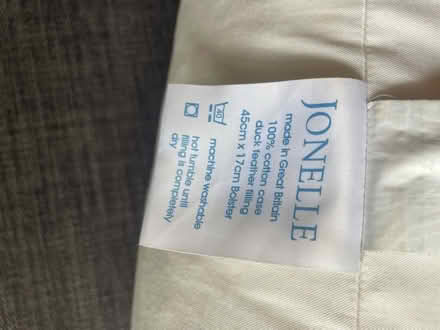 JONELLE
made in Great Britain
100% cotton case
duck feather filling
45cm x 17cm Bolster
40
machine washable
hot tumble until
filling is completely
dry